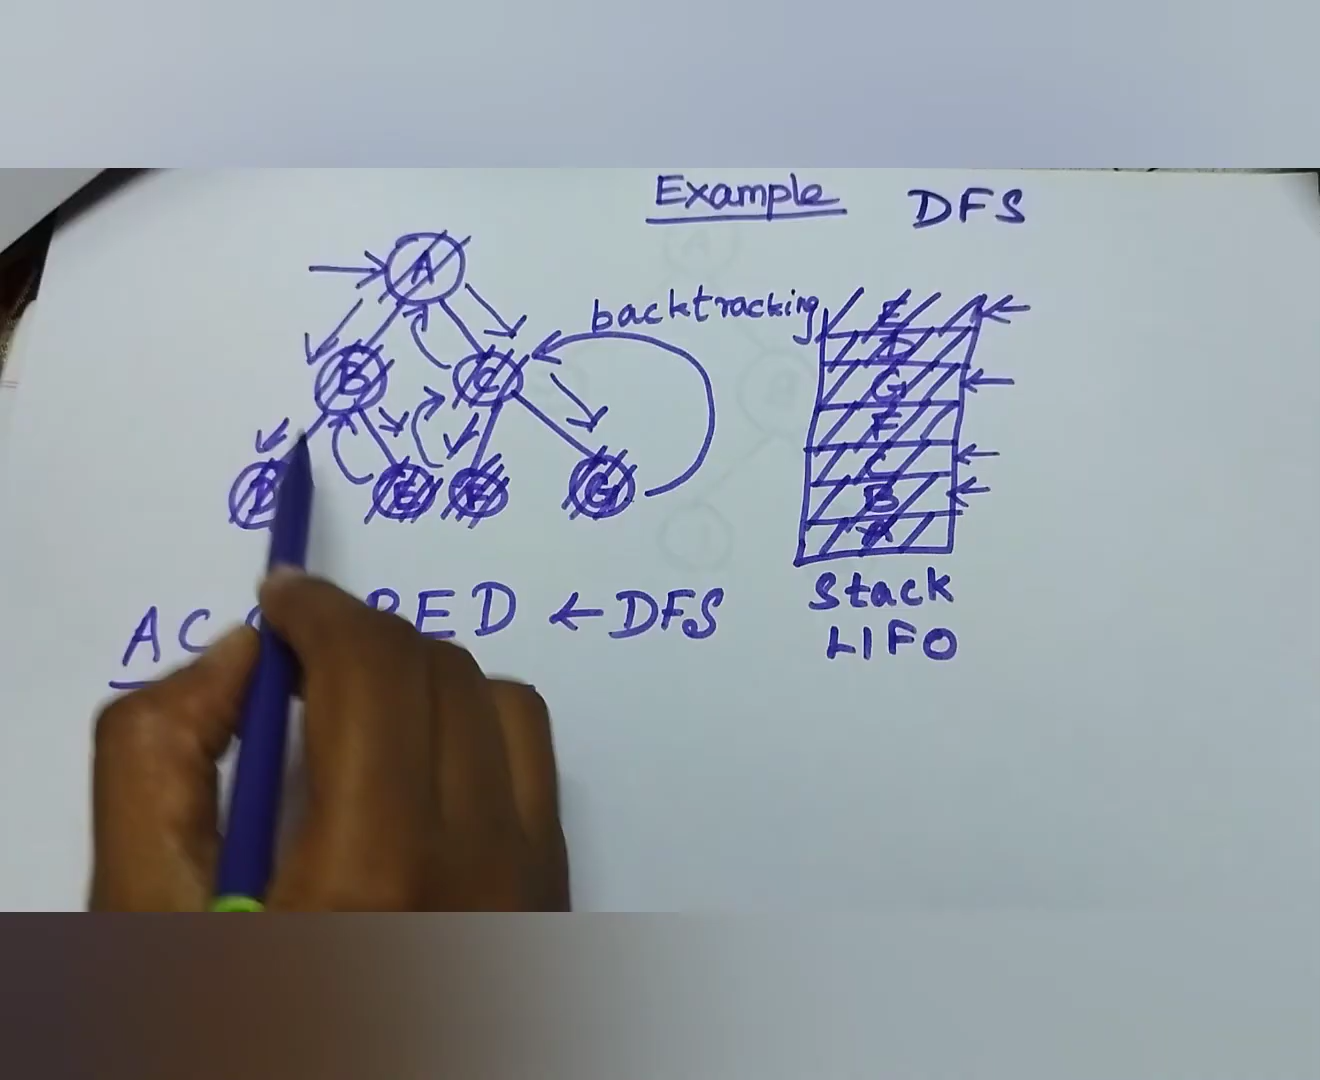 Example DFS
A
backtracking
B C
E G
E
D
G
F
C
B
A
A C B E D ← DFS
Stack
LIFO